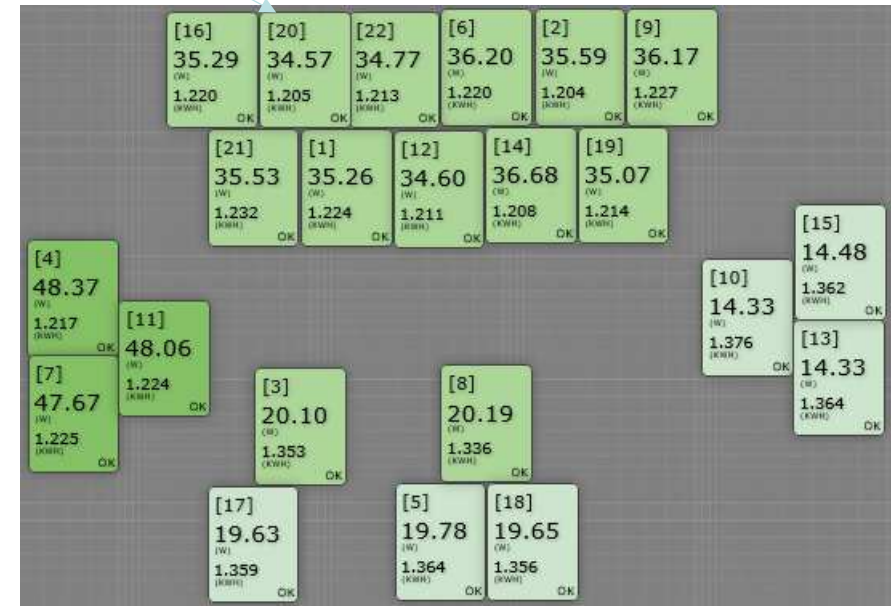 [16]
35.29
(W)
1.220
(KWH)
OK
[20]
34.57
(W)
1.205
(KWH)
OK
[22]
34.77
(W)
1.213
(KWH)
OK
[6]
36.20
(W)
1.220
(KWH)
OK
[2]
35.59
(W)
1.204
(KWH)
OK
[9]
36.17
(W)
1.227
(KWH)
OK
[21]
35.53
(W)
1.232
(KWH)
OK
[1]
35.26
(W)
1.224
(KWH)
OK
[12]
34.60
(W)
1.211
(KWH)
OK
[14]
36.68
(W)
1.208
(KWH)
OK
[19]
35.07
(W)
1.214
(KWH)
OK
[15]
14.48
(W)
1.362
(KWH)
OK
[4]
48.37
(W)
1.217
(KWH)
OK
[10]
14.33
(W)
1.376
(KWH)
OK
[11]
48.06
(W)
1.224
(KWH)
OK
[13]
14.33
(W)
1.364
(KWH)
OK
[7]
47.67
(W)
1.225
(KWH)
OK
[3]
20.10
(W)
1.353
(KWH)
OK
[8]
20.19
(W)
1.336
(KWH)
OK
[17]
19.63
(W)
1.359
(KWH)
OK
[5]
19.78
(W)
1.364
(KWH)
OK
[18]
19.65
(W)
1.356
(KWH)
OK